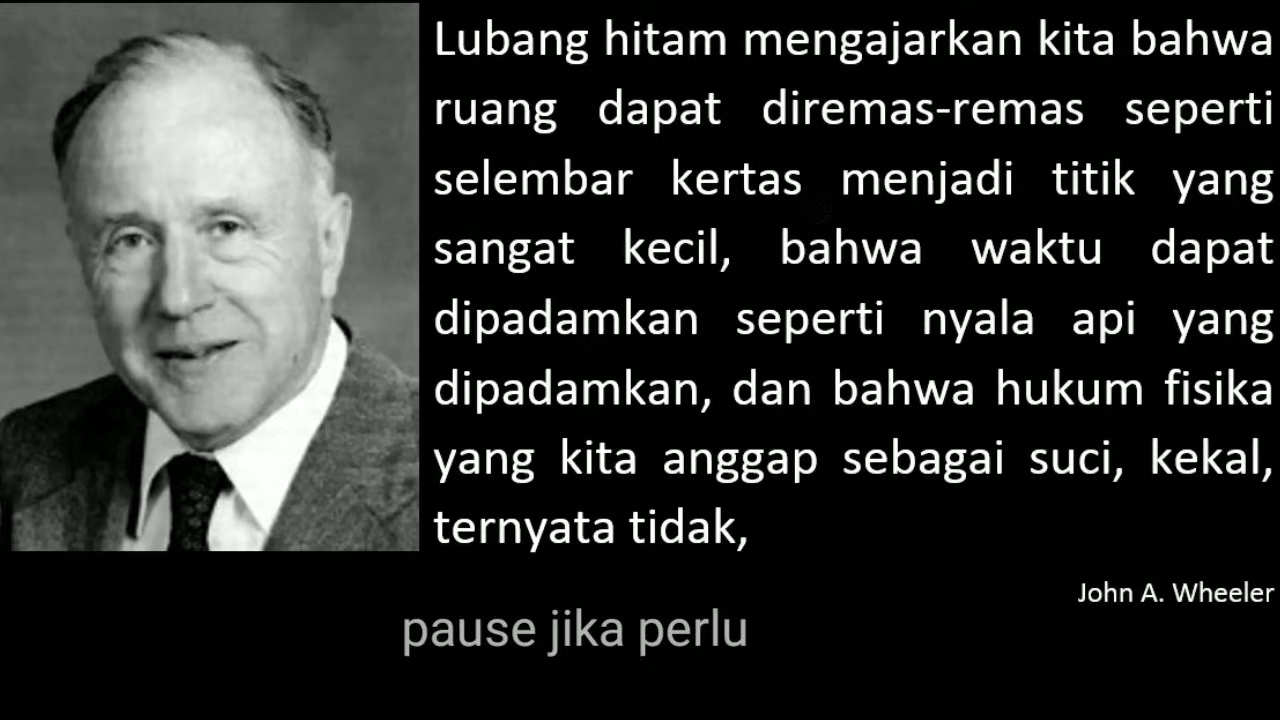 Lubang hitam mengajarkan kita bahwa
ruang dapat diremas-remas seperti
selembar kertas menjadi titik yang
sangat kecil, bahwa waktu dapat
dipadamkan seperti nyala api yang
dipadamkan, dan bahwa hukum fisika
yang kita anggap sebagai suci, kekal,
ternyata tidak,
John A. Wheeler
pause jika perlu